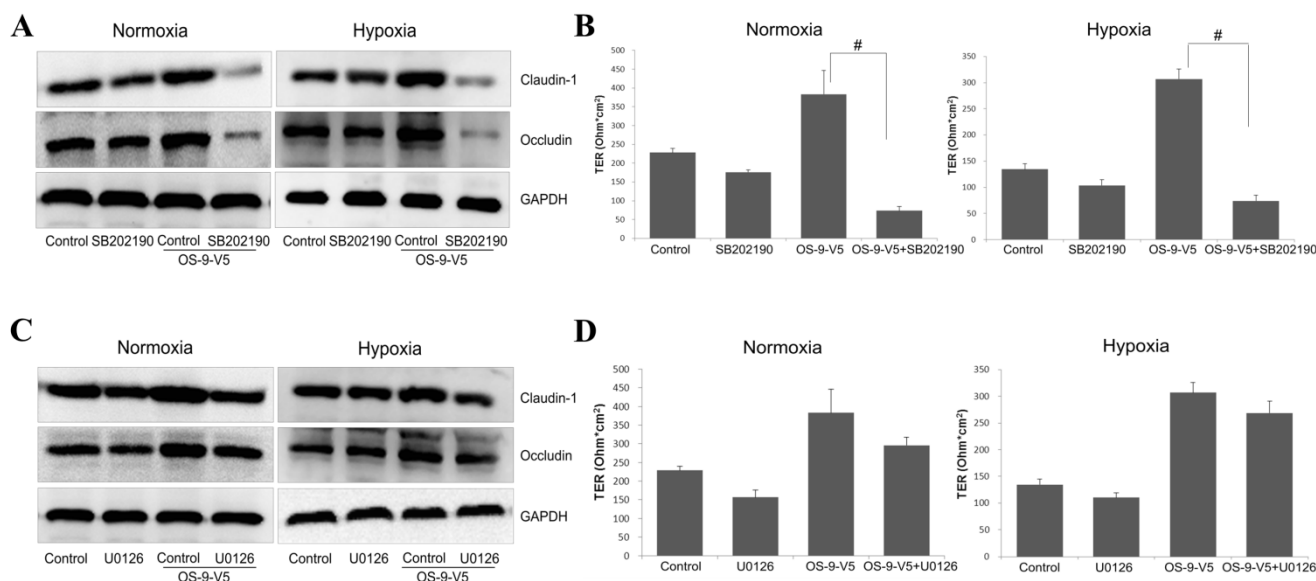 A
Normoxia
Hypoxia
Claudin-1
Occludin
GAPDH
Control SB202190 Control SB202190
OS-9-V5
Control SB202190 Control SB202190
OS-9-V5
B
Normoxia
#
TER (Ohm*cm2)
500
450
400
350
300
250
200
150
100
50
0
Control SB202190 OS-9-V5 OS-9-V5+SB202190
Hypoxia
#
TER (Ohm*cm2)
350
300
250
200
150
100
50
0
Control SB202190 OS-9-V5 OS-9-V5+SB202190
C
Normoxia
Hypoxia
Claudin-1
Occludin
GAPDH
Control U0126 Control U0126
OS-9-V5
Control U0126 Control U0126
OS-9-V5
D
Normoxia
TER (Ohm*cm2)
500
450
400
350
300
250
200
150
100
50
0
Control U0126 OS-9-V5 OS-9-V5+U0126
Hypoxia
TER (Ohm*cm2)
350
300
250
200
150
100
50
0
Control U0126 OS-9-V5 OS-9-V5+U0126